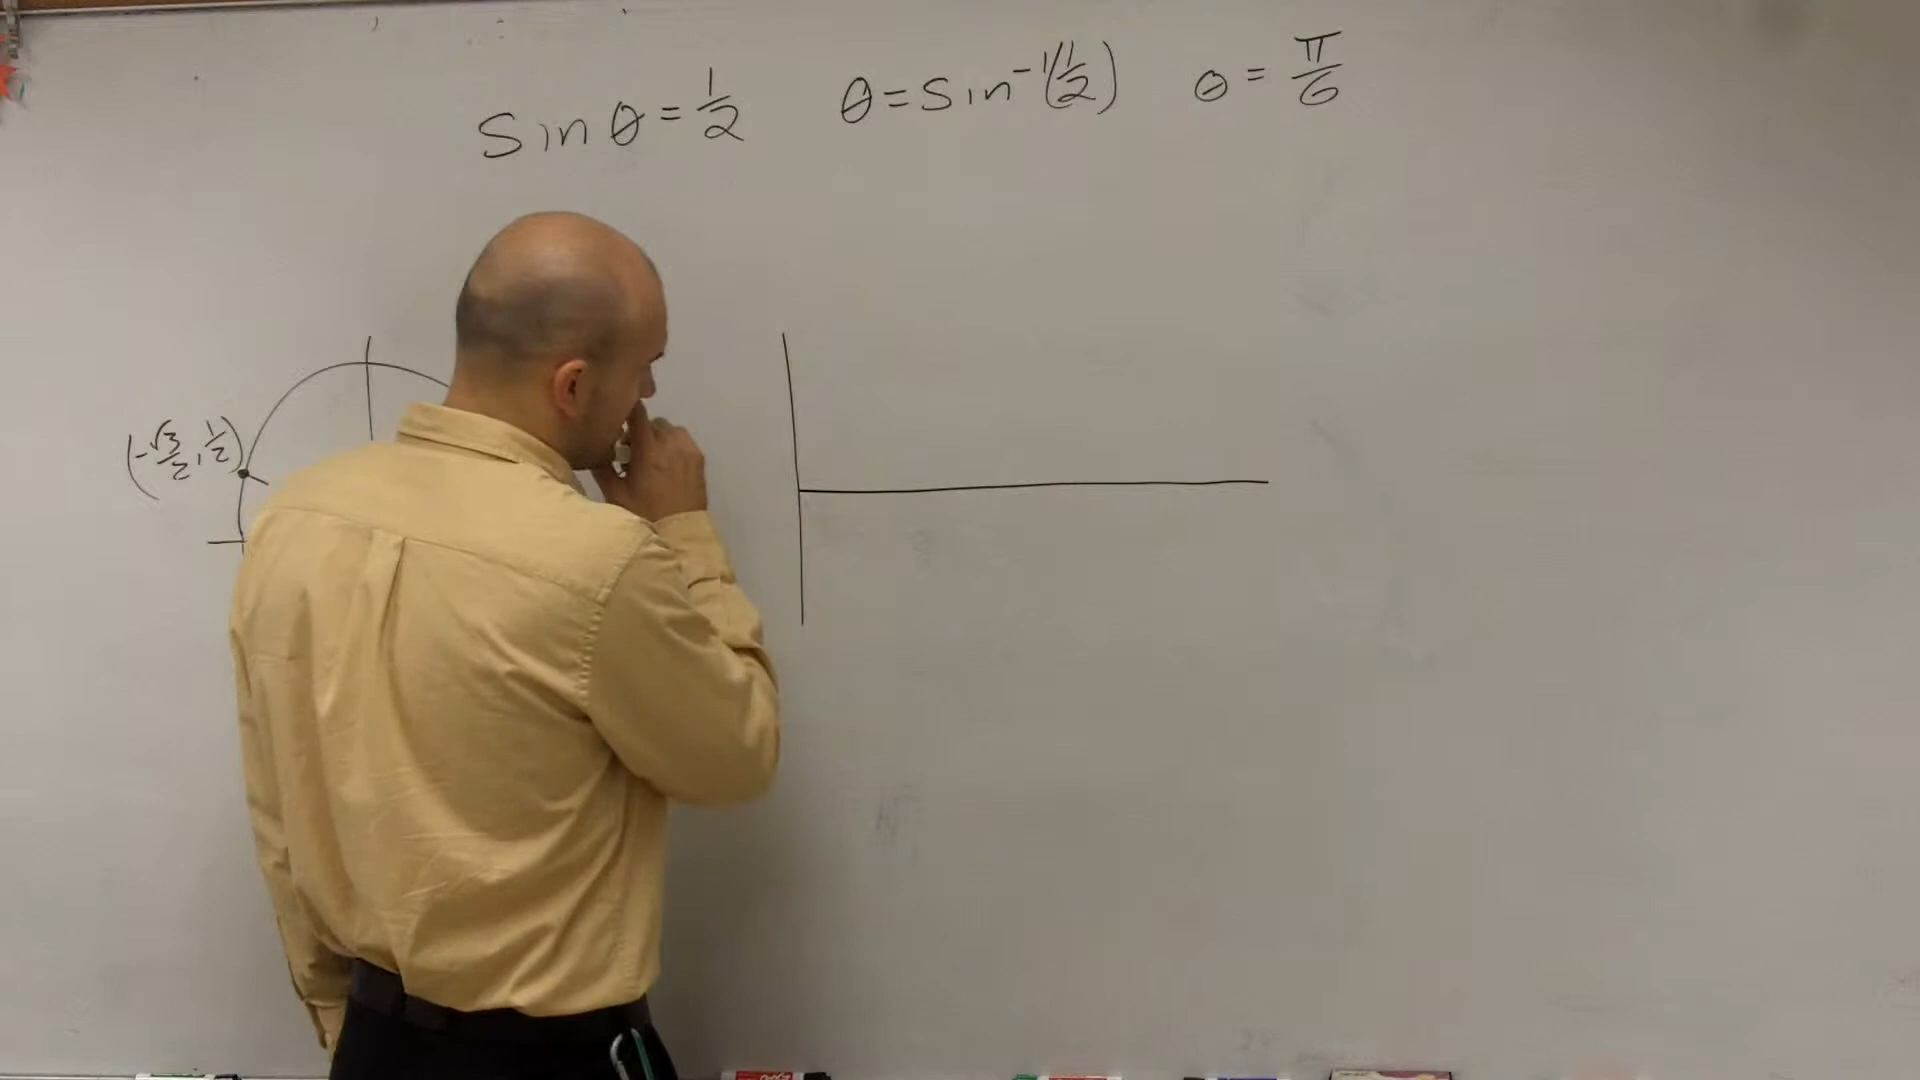 Sin θ = 1/2   θ = Sin⁻¹(1/2)   θ = π/6
(-√3/2, 1/2)